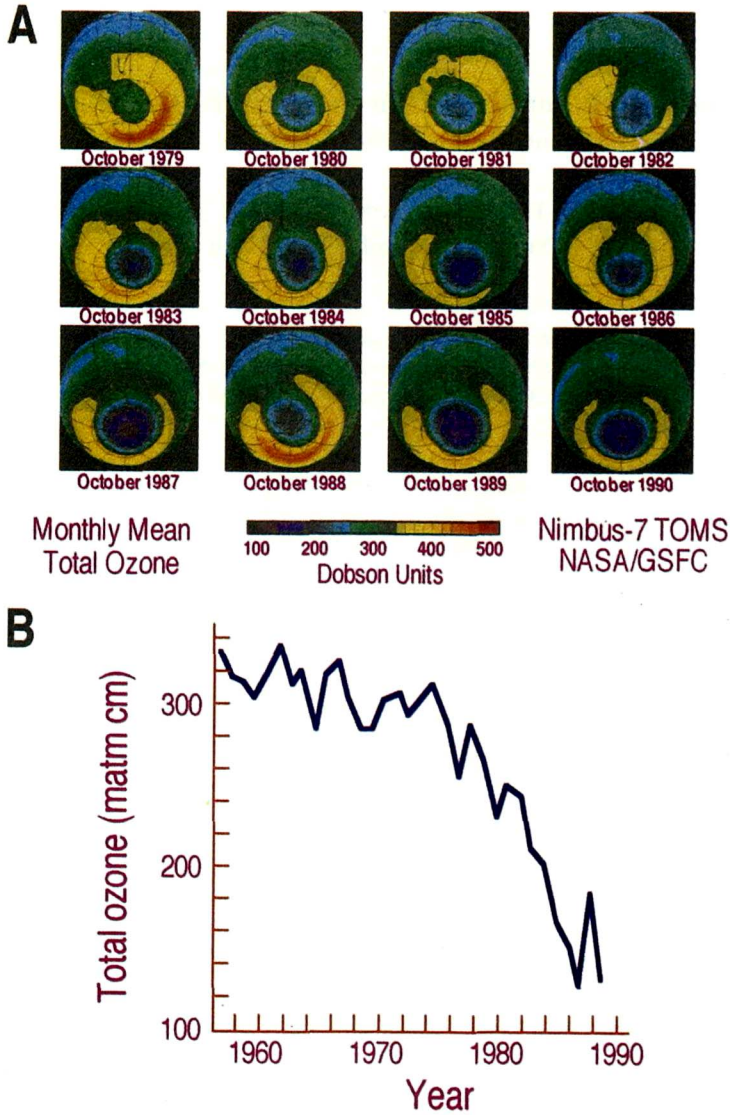 A
October 1979 October 1980 October 1981 October 1982
October 1983 October 1984 October 1985 October 1986
October 1987 October 1988 October 1989 October 1990
Monthly Mean
Total Ozone
100 200 300 400 500
Dobson Units
Nimbus-7 TOMS
NASA/GSFC
B
Total ozone (matm cm)
300
200
100
1960 1970 1980 1990
Year